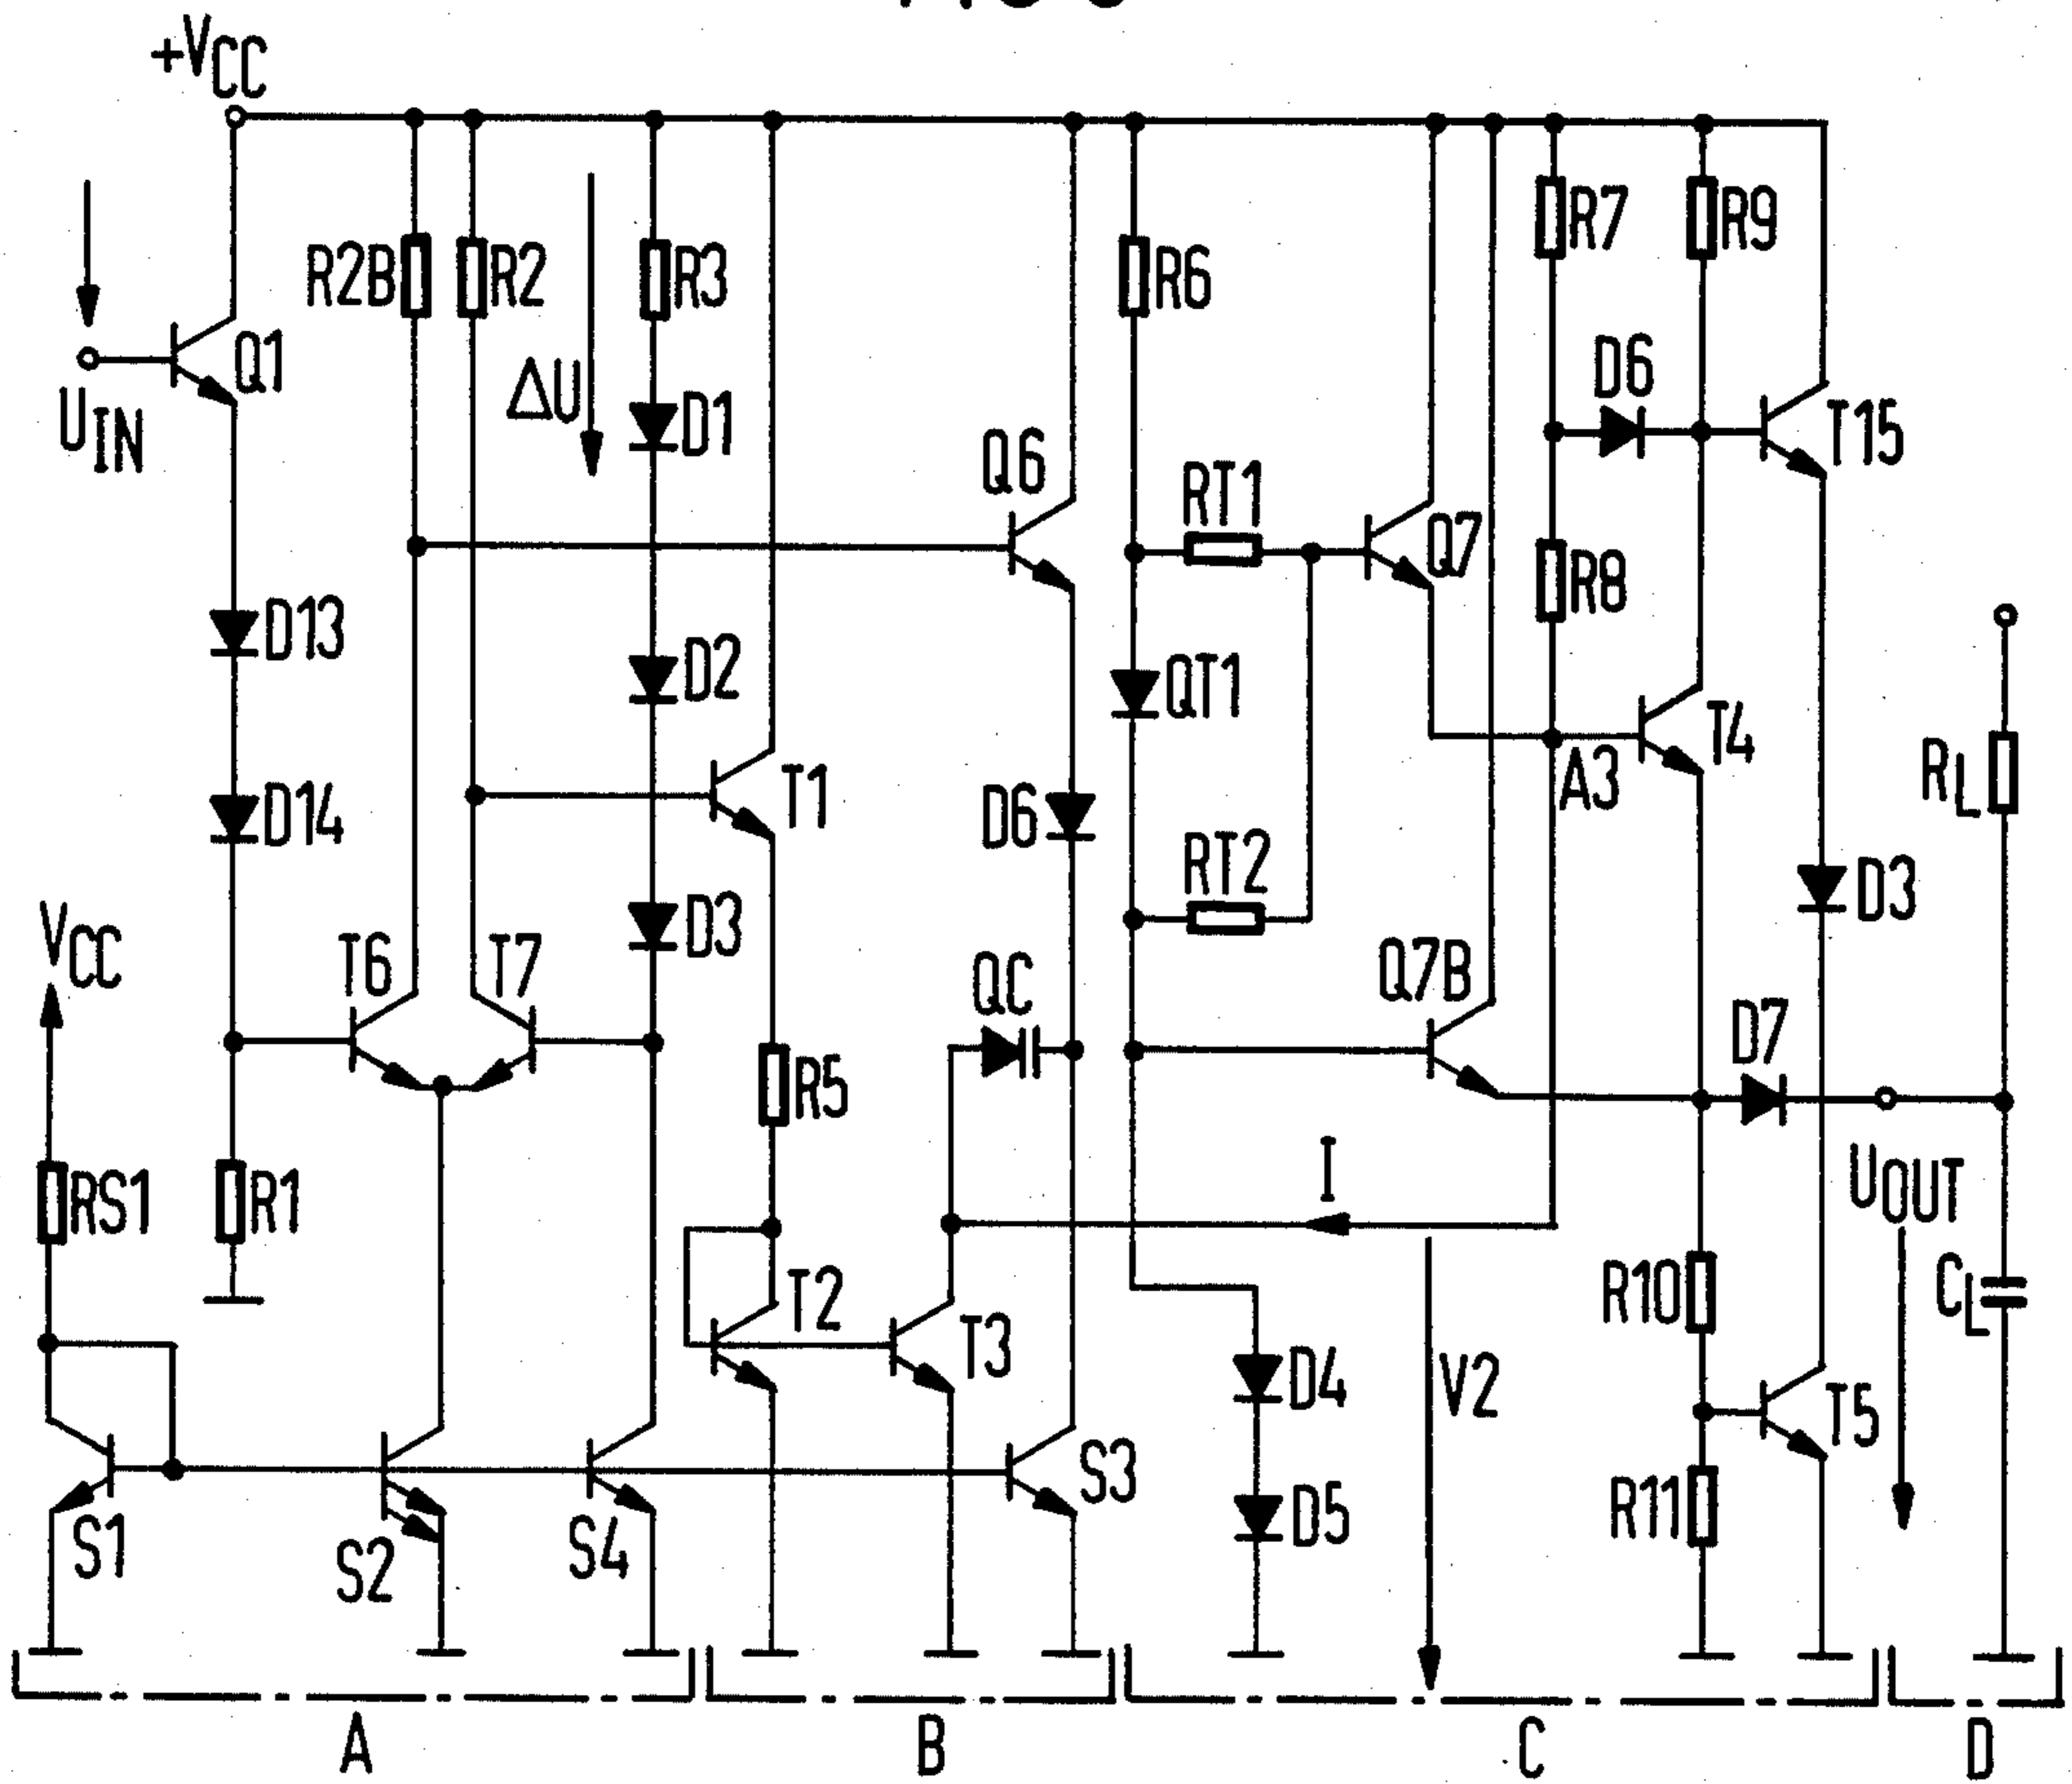 +VCC
R2B
R2
R3
R6
R7
R9
Q1
UIN
ΔU
D1
D6
T15
Q6
RT1
Q7
R8
D13
D2
QT1
T4
A3
RL
D14
T1
D6
RT2
D3
VCC
T6
T7
D3
QC
Q7B
D7
R5
RS1
R1
I
UOUT
R10
CL
T2
T3
D4
V2
T5
S3
R11
S1
S2
S4
D5
A
B
C
D